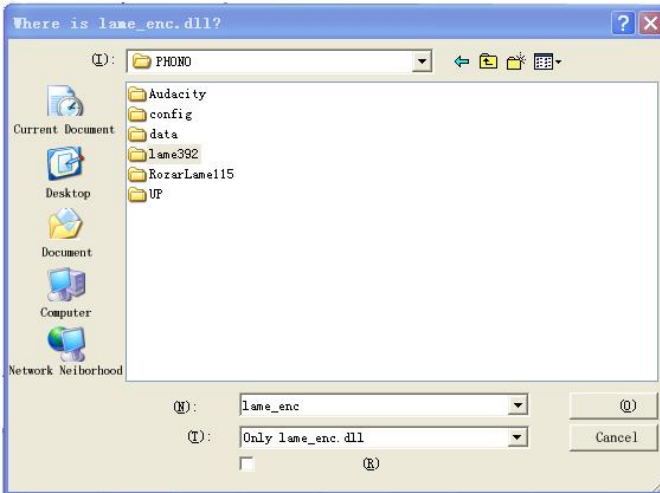 Where is lame_enc.dll?
(I): PHONO
Audacity
config
data
lame392
RozarLame115
UP
Current Document
Desktop
Document
Computer
Network Neiborhood
(N): lame_enc (O)
(T): Only lame_enc.dll Cancel
(R)